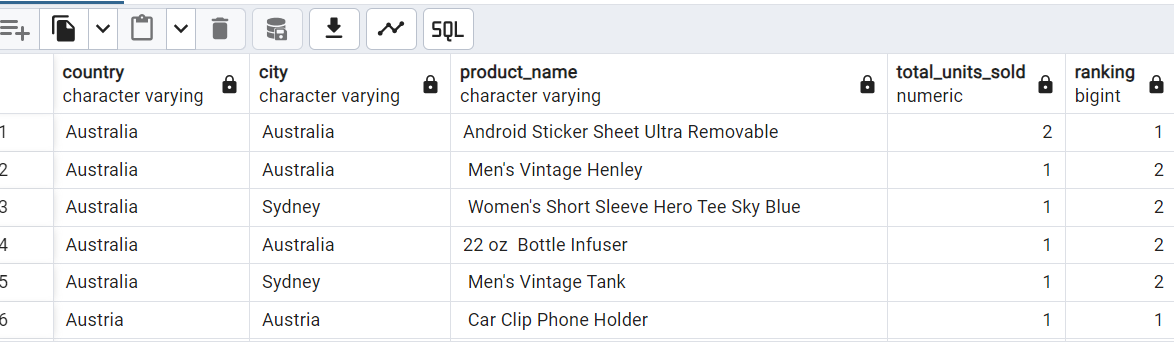 SQL
country city product_name total_units_sold ranking
character varying character varying character varying numeric bigint
1 Australia Australia Android Sticker Sheet Ultra Removable 2 1
2 Australia Australia Men's Vintage Henley 1 2
3 Australia Sydney Women's Short Sleeve Hero Tee Sky Blue 1 2
4 Australia Australia 22 oz  Bottle Infuser 1 2
5 Australia Sydney Men's Vintage Tank 1 2
6 Austria Austria Car Clip Phone Holder 1 1